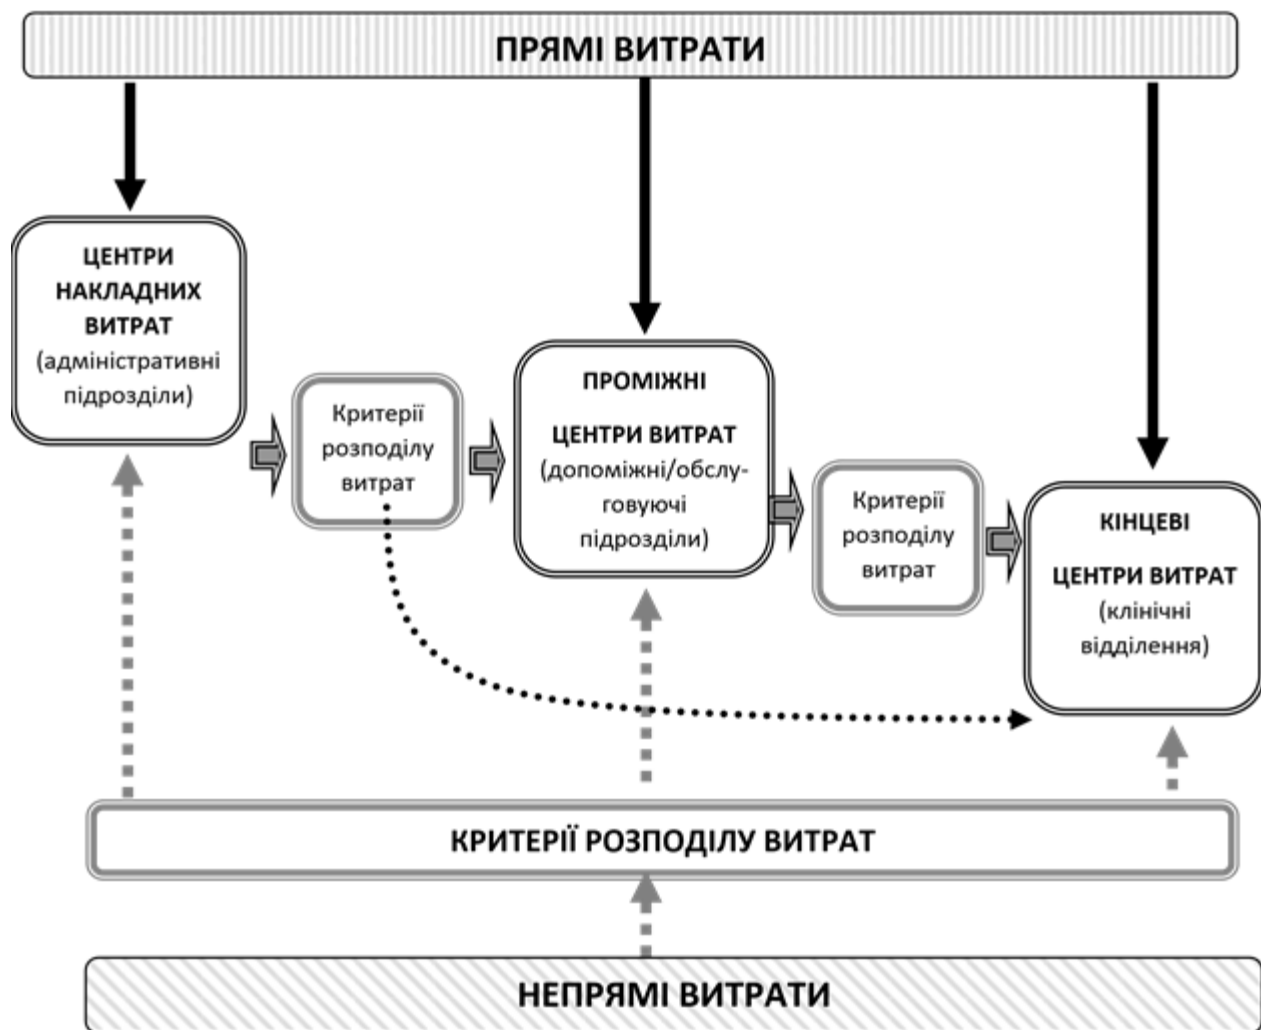 ПРЯМІ ВИТРАТИ
ЦЕНТРИ
НАКЛАДНИХ
ВИТРАТ
(адміністративні
підрозділи)
Критерії
розподілу
витрат
ПРОМІЖНІ
ЦЕНТРИ ВИТРАТ
(допоміжні/обслу-
говуючі
підрозділи)
Критерії
розподілу
витрат
КІНЦЕВІ
ЦЕНТРИ ВИТРАТ
(клінічні
відділення)
КРИТЕРІЇ РОЗПОДІЛУ ВИТРАТ
НЕПРЯМІ ВИТРАТИ